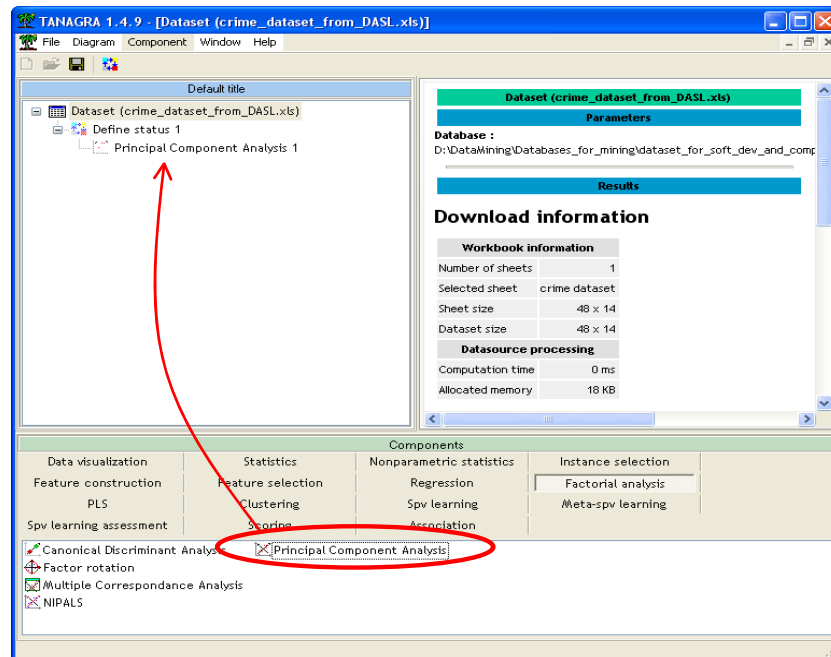 TANAGRA 1.4.9 - [Dataset (crime_dataset_from_DASL.xls)]
File Diagram Component Window Help
Default title
Dataset (crime_dataset_from_DASL.xls)
Define status 1
Principal Component Analysis 1
Dataset (crime_dataset_from_DASL.xls)
Parameters
Database :
D:\DataMining\Databases_for_mining\dataset_for_soft_dev_and_comp
Results
Download information
Workbook information
Number of sheets 1
Selected sheet crime dataset
Sheet size 48 x 14
Dataset size 48 x 14
Datasource processing
Computation time 0 ms
Allocated memory 18 KB
Components
Data visualization Statistics Nonparametric statistics Instance selection
Feature construction Feature selection Regression Factorial analysis
PLS Clustering Spv learning Meta-spv learning
Spv learning assessment Scoring Association
Canonical Discriminant Analysis Principal Component Analysis
Factor rotation
Multiple Correspondance Analysis
NIPALS